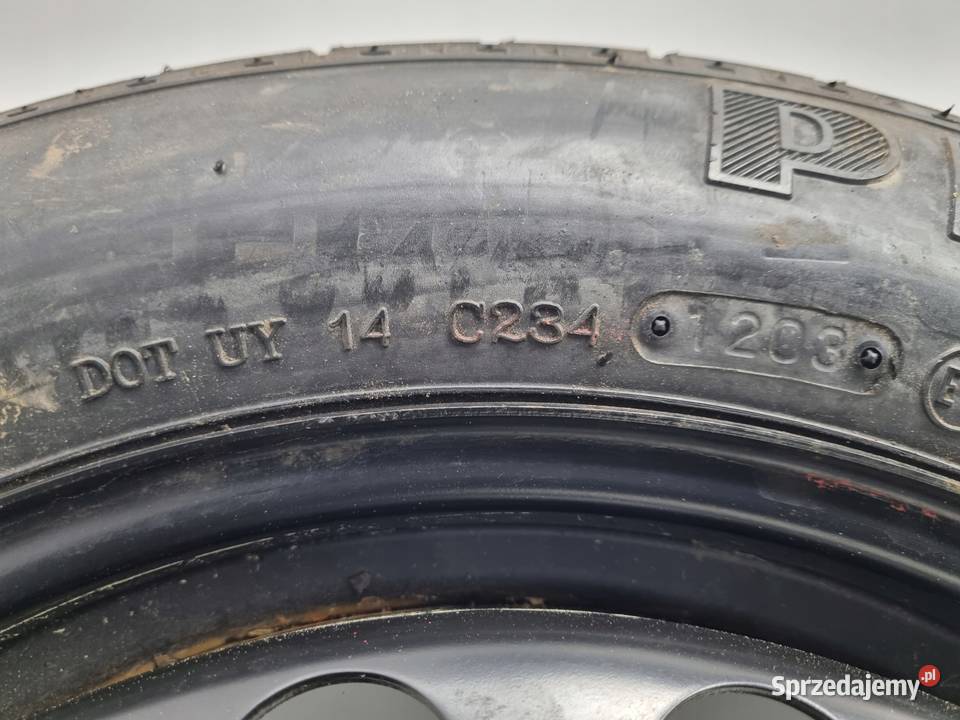 P
DOT UY 14 C234 1203
Sprzedajemy.pl